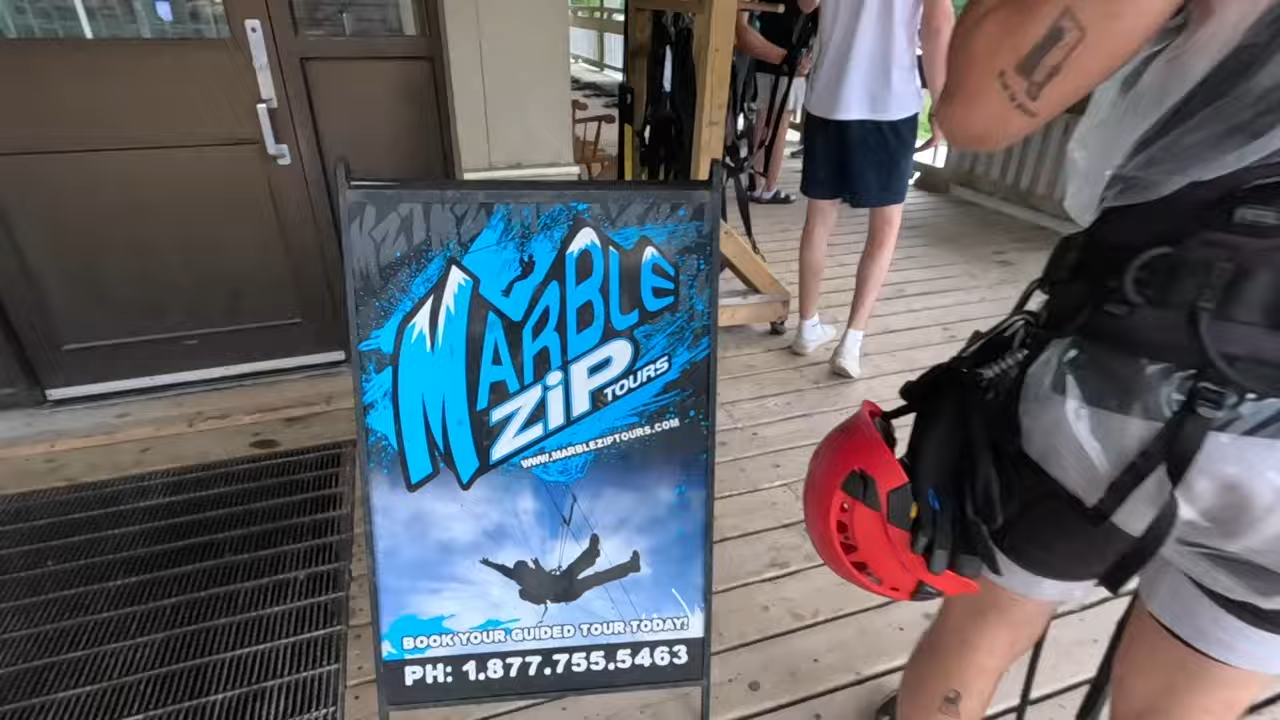 MARBLE
ZiP TOURS
WWW.MARBLEZIPTOURS.COM
BOOK YOUR GUIDED TOUR TODAY!
PH: 1.877.755.5463